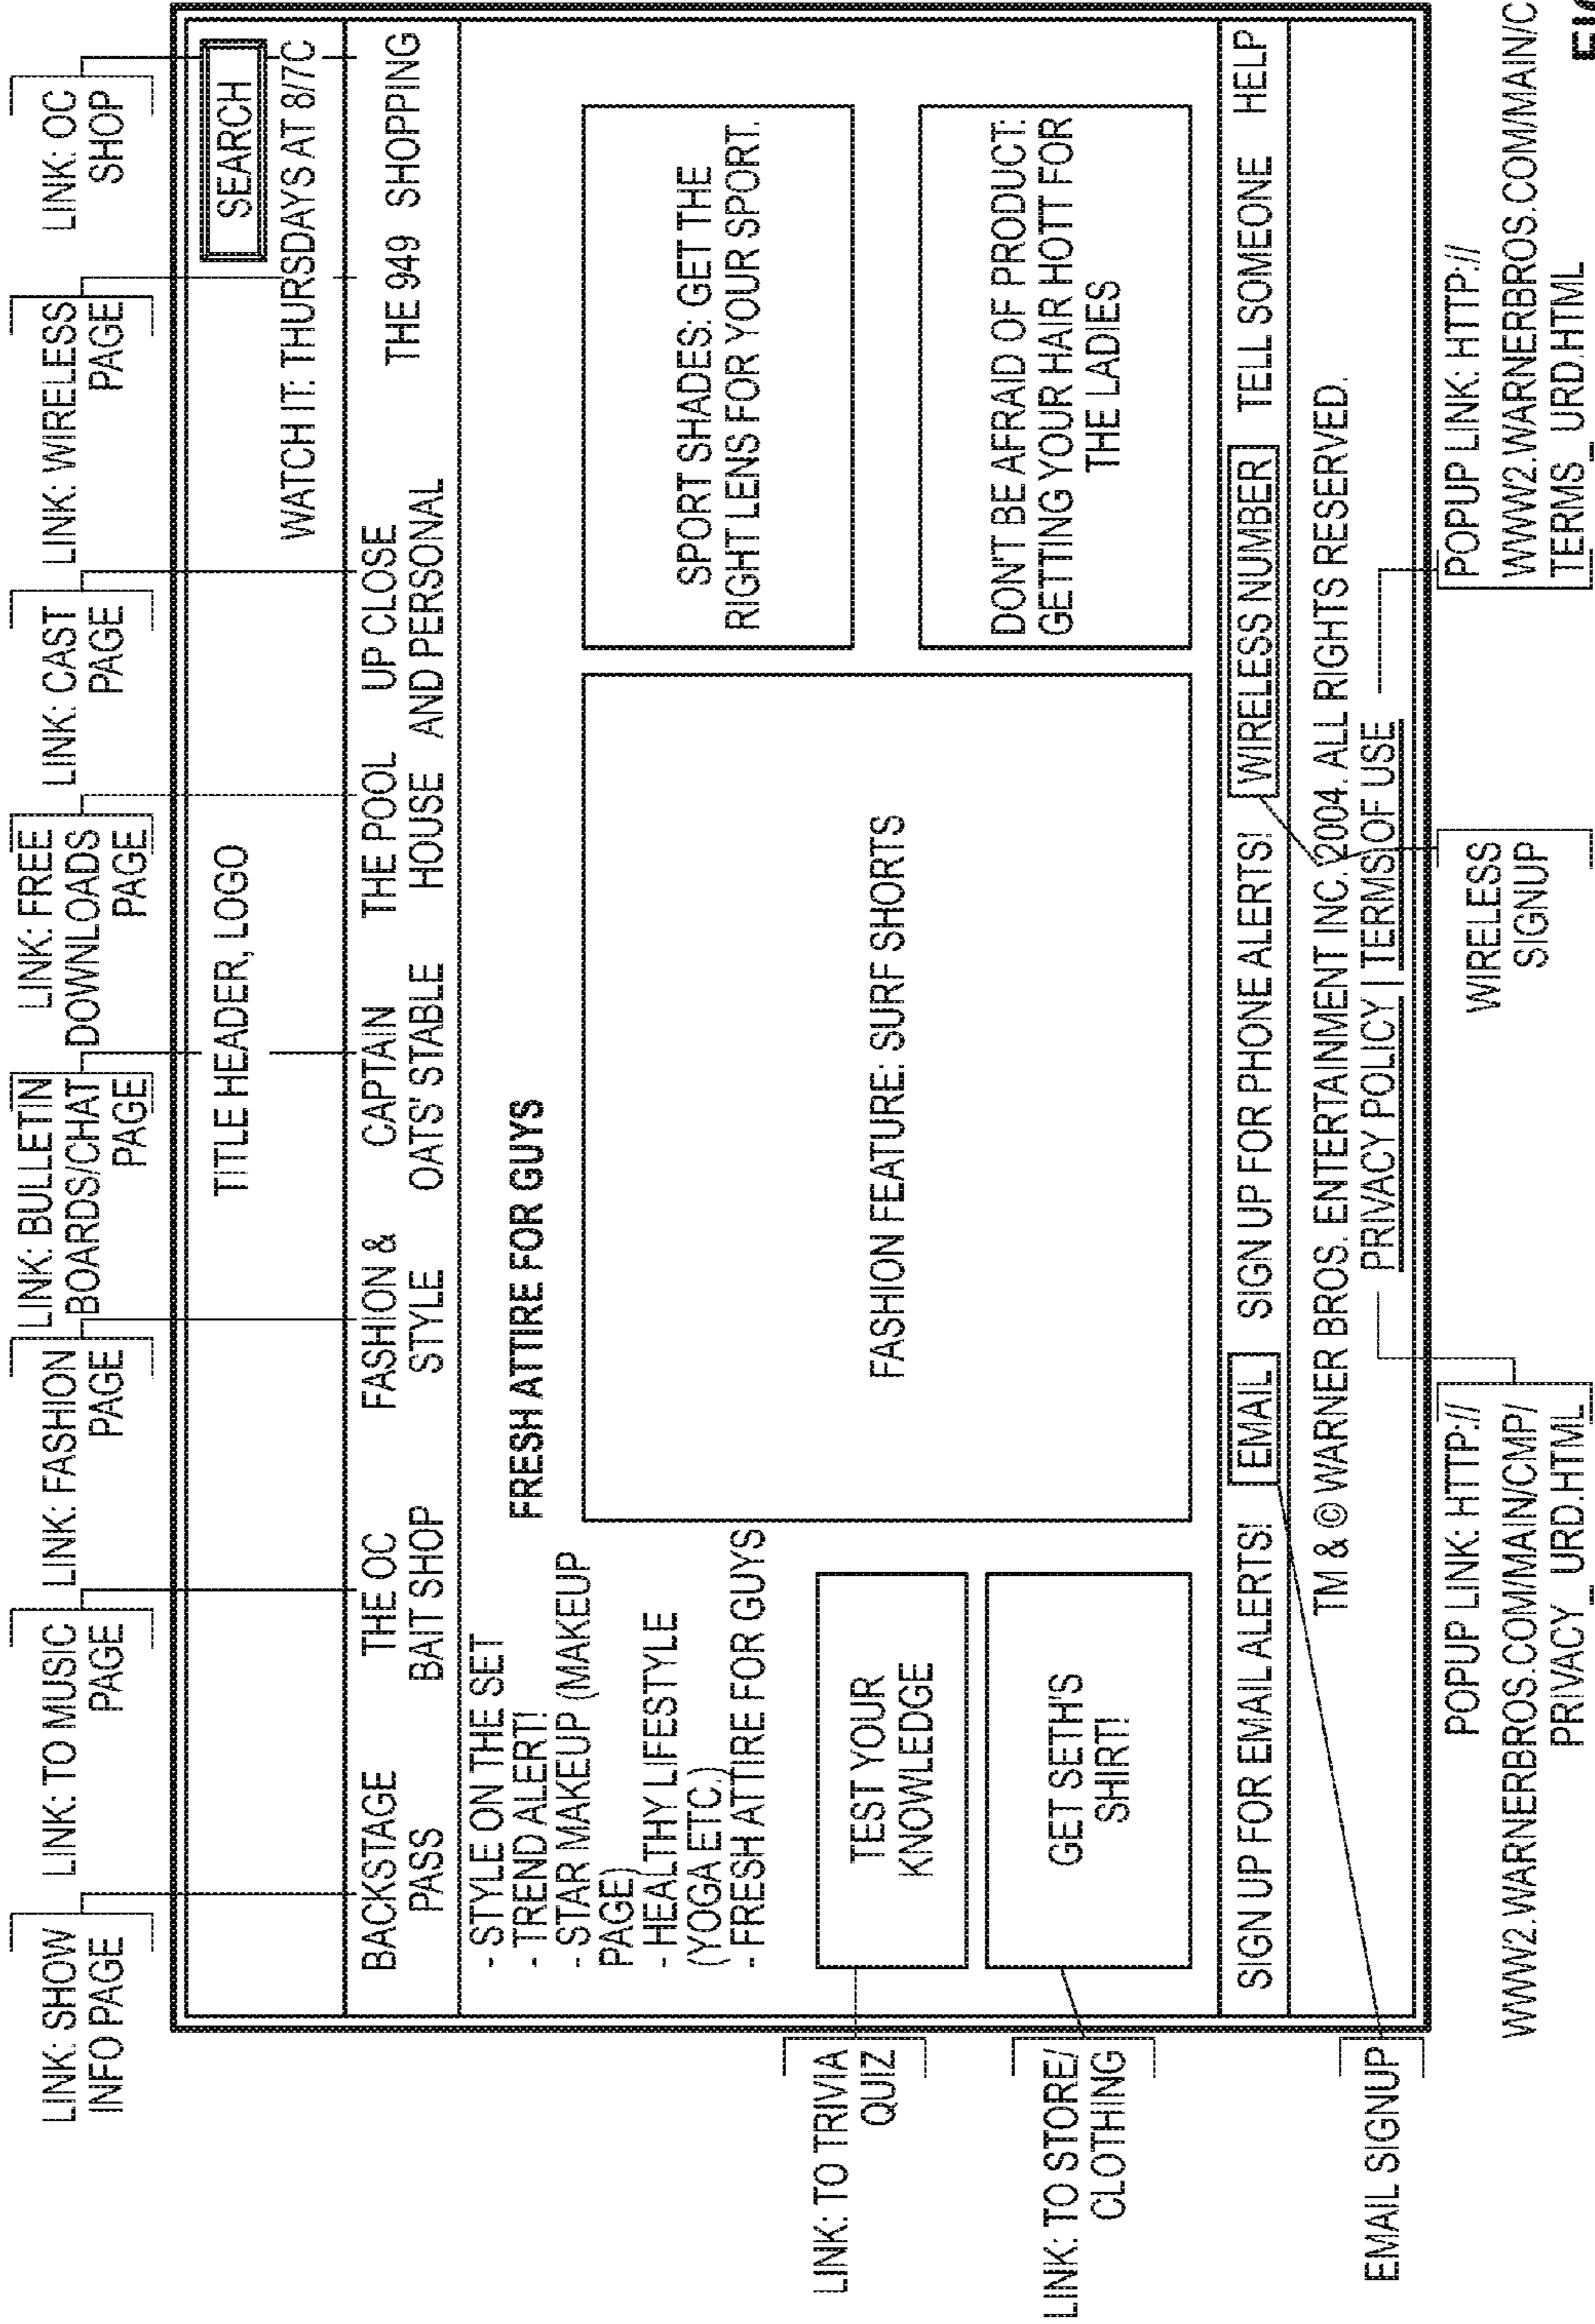 LINK: SHOW
INFO PAGE
LINK: TO MUSIC
PAGE
LINK: FASHION
PAGE
LINK: BULLETIN
BOARDS/CHAT
PAGE
LINK: FREE
DOWNLOADS
PAGE
LINK: CAST
PAGE
LINK: WIRELESS
PAGE
LINK: OC
SHOP
TITLE HEADER, LOGO
SEARCH
WATCH IT. THURSDAYS AT 8/7C
BACKSTAGE
PASS
THE OC
BAIT SHOP
FASHION &
STYLE
CAPTAIN
OATS' STABLE
THE POOL
HOUSE
UP CLOSE
AND PERSONAL
THE 949
SHOPPING
- STYLE ON THE SET
- TREND ALERT!
- STAR MAKEUP (MAKEUP
PAGE)
- HEALTHY LIFESTYLE
(YOGA ETC.)
- FRESH ATTIRE FOR GUYS
FRESH ATTIRE FOR GUYS
FASHION FEATURE: SURF SHORTS
SPORT SHADES: GET THE
RIGHT LENS FOR YOUR SPORT.
DON'T BE AFRAID OF PRODUCT:
GETTING YOUR HAIR HOTT FOR
THE LADIES
TEST YOUR
KNOWLEDGE
GET SETH'S
SHIRT!
LINK: TO TRIVIA
QUIZ
LINK: TO STORE/
CLOTHING
SIGN UP FOR EMAIL ALERTS! EMAIL SIGN UP FOR PHONE ALERTS! WIRELESS NUMBER TELL SOMEONE HELP
TM & © WARNER BROS. ENTERTAINMENT INC. 2004. ALL RIGHTS RESERVED.
PRIVACY POLICY | TERMS OF USE
EMAIL SIGNUP
POPUP LINK: HTTP://
WWW2.WARNERBROS.COM/MAIN/CMP/
PRIVACY_URD.HTML
WIRELESS
SIGNUP
POPUP LINK: HTTP://
WWW2.WARNERBROS.COM/MAIN/C
TERMS_URD.HTML